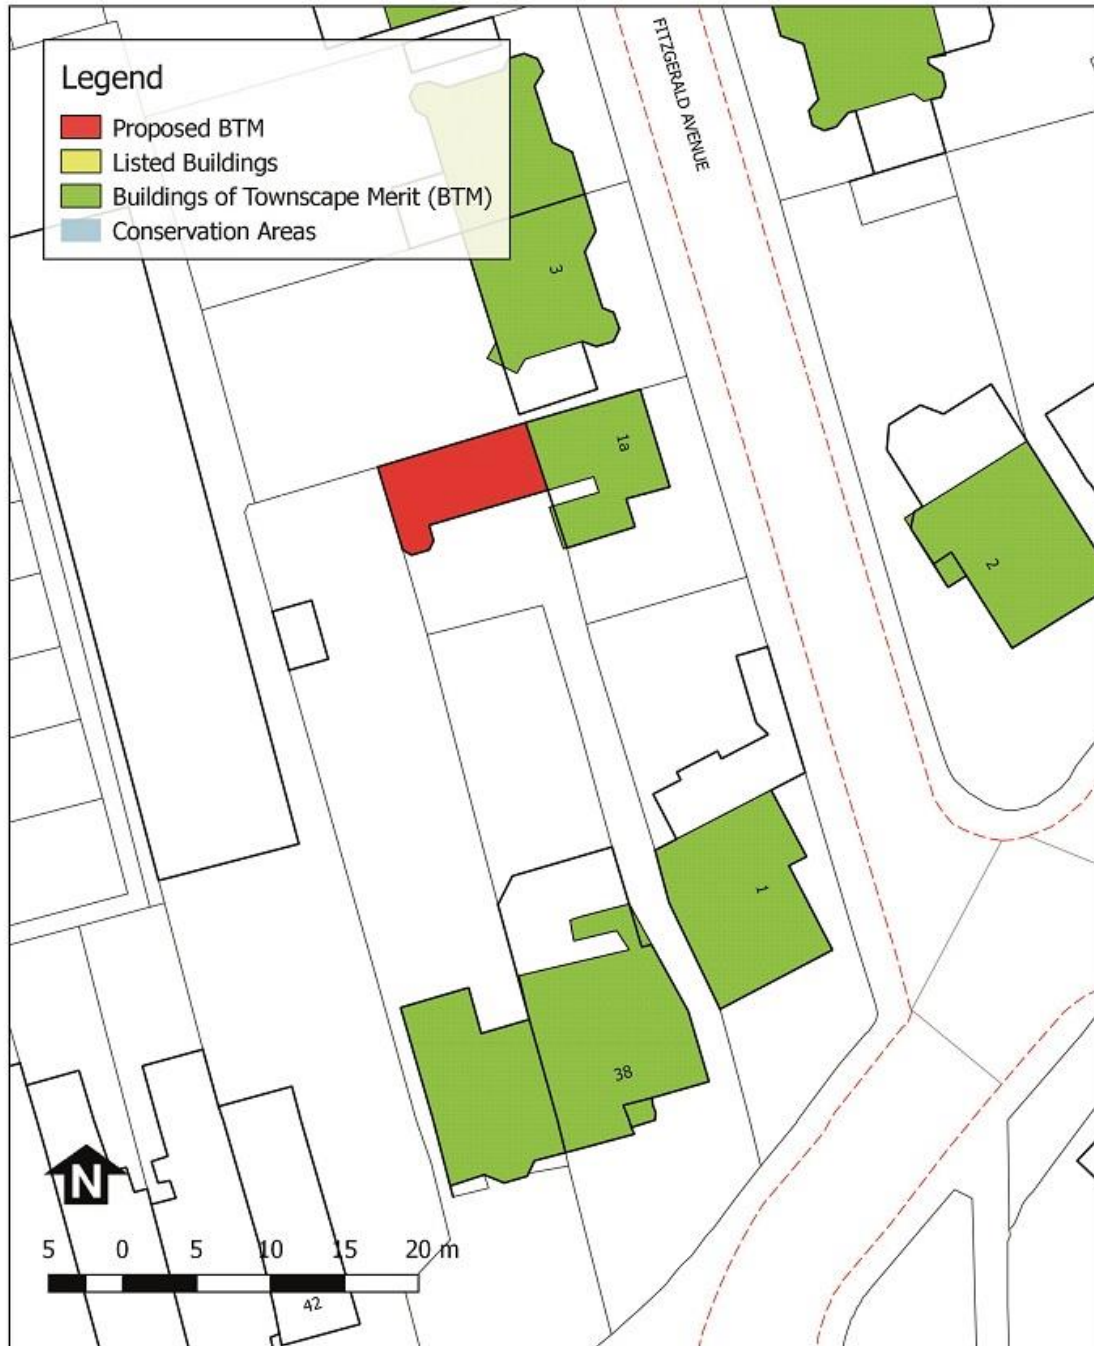 FITZGERALD AVENUE
Legend
Proposed BTM
Listed Buildings
Buildings of Townscape Merit (BTM)
Conservation Areas
3
1a
2
1
38
N
5 0 5 10 15 20 m
42